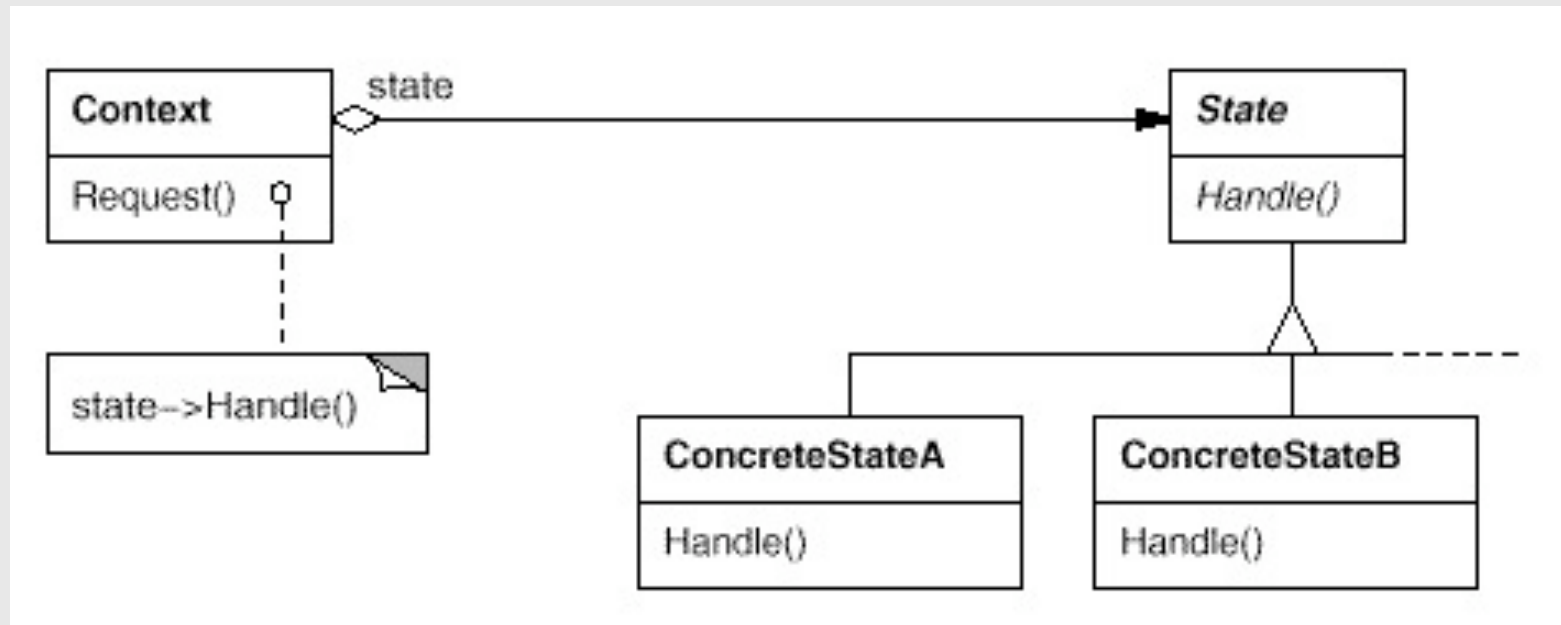 state
Context
State
Request()
Handle()
state–>Handle()
ConcreteStateA
ConcreteStateB
Handle()
Handle()